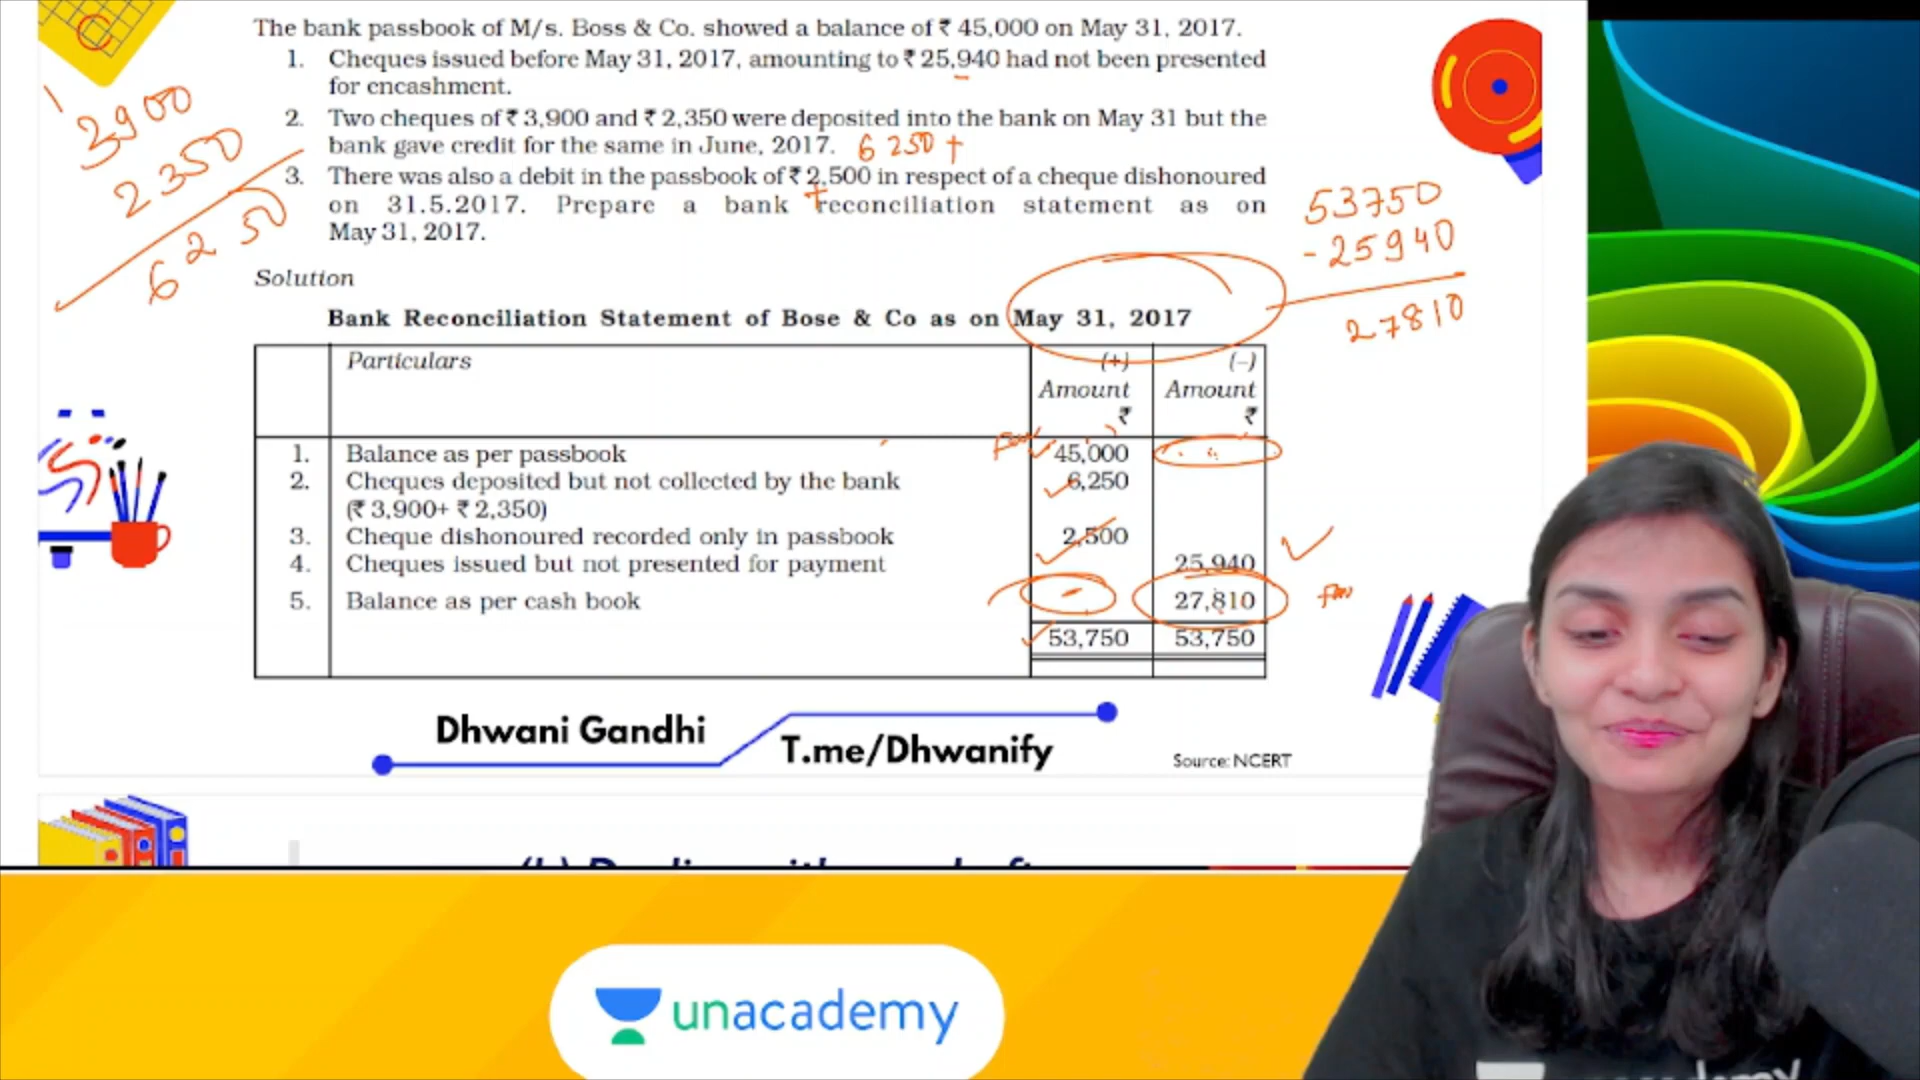 The bank passbook of M/s. Boss & Co. showed a balance of ₹ 45,000 on May 31, 2017.
1. Cheques issued before May 31, 2017, amounting to ₹ 25,940 had not been presented
for encashment.
2. Two cheques of ₹ 3,900 and ₹ 2,350 were deposited into the bank on May 31 but the
bank gave credit for the same in June, 2017. 6250 +
3. There was also a debit in the passbook of ₹ 2,500 in respect of a cheque dishonoured
on 31.5.2017. Prepare a bank reconciliation statement as on
May 31, 2017.
3900
2350
6250
53750
-25940
27810
Solution
Bank Reconciliation Statement of Bose & Co as on May 31, 2017
Particulars (+) (–)
Amount Amount
₹ ₹
1. Balance as per passbook 45,000
2. Cheques deposited but not collected by the bank 6,250
(₹ 3,900+ ₹ 2,350)
3. Cheque dishonoured recorded only in passbook 2,500
4. Cheques issued but not presented for payment 25,940
5. Balance as per cash book 27,810
53,750 53,750
Dhwani Gandhi
T.me/Dhwanify
Source: NCERT
unacademy